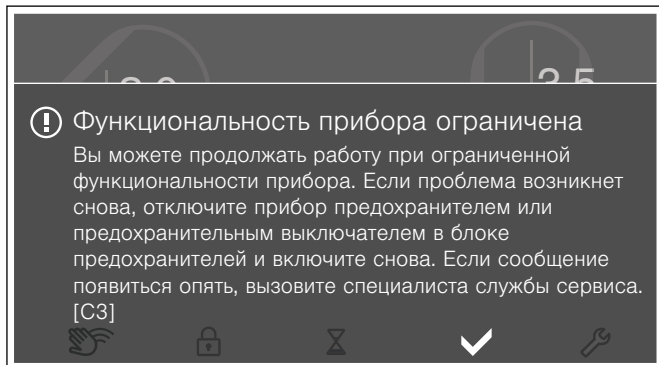 Функциональность прибора ограничена
Вы можете продолжать работу при ограниченной
функциональности прибора. Если проблема возникнет
снова, отключите прибор предохранителем или
предохранительным выключателем в блоке
предохранителей и включите снова. Если сообщение
появиться опять, вызовите специалиста службы сервиса.
[C3]